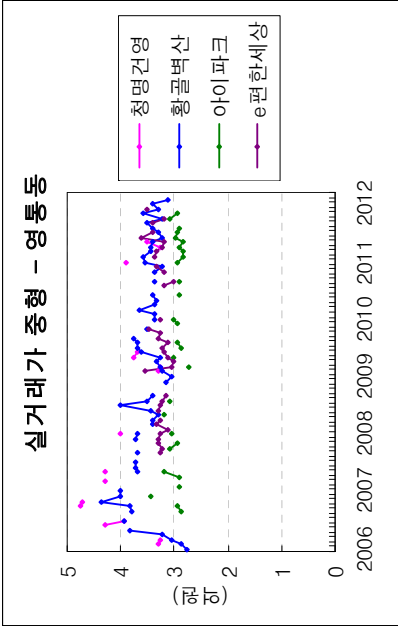 실거래가 중형 - 영통동
5
4
3
2
1
0
(억원)
2006
2007
2008
2009
2010
2011
2012
청명건영
황골벽산
아이파크
e편한세상